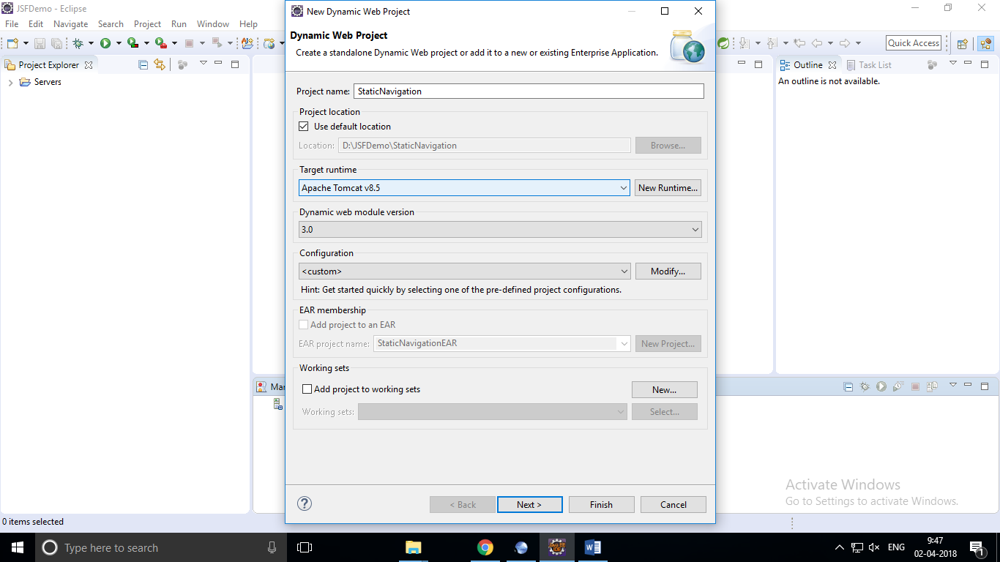 JSFDemo - Eclipse
File Edit Navigate Search Project Run Window Help
Quick Access
Project Explorer
Servers
New Dynamic Web Project
Dynamic Web Project
Create a standalone Dynamic Web project or add it to a new or existing Enterprise Application.
Project name: StaticNavigation
Project location
Use default location
Location: D:\JSFDemo\StaticNavigation Browse...
Target runtime
Apache Tomcat v8.5 New Runtime...
Dynamic web module version
3.0
Configuration
<custom> Modify...
Hint: Get started quickly by selecting one of the pre-defined project configurations.
EAR membership
Add project to an EAR
EAR project name: StaticNavigationEAR New Project...
Working sets
Add project to working sets New...
Working sets: Select...
< Back Next > Finish Cancel
Outline Task List
An outline is not available.
Mar
Activate Windows
Go to Settings to activate Windows.
0 items selected
Type here to search
ENG
9:47
02-04-2018
1